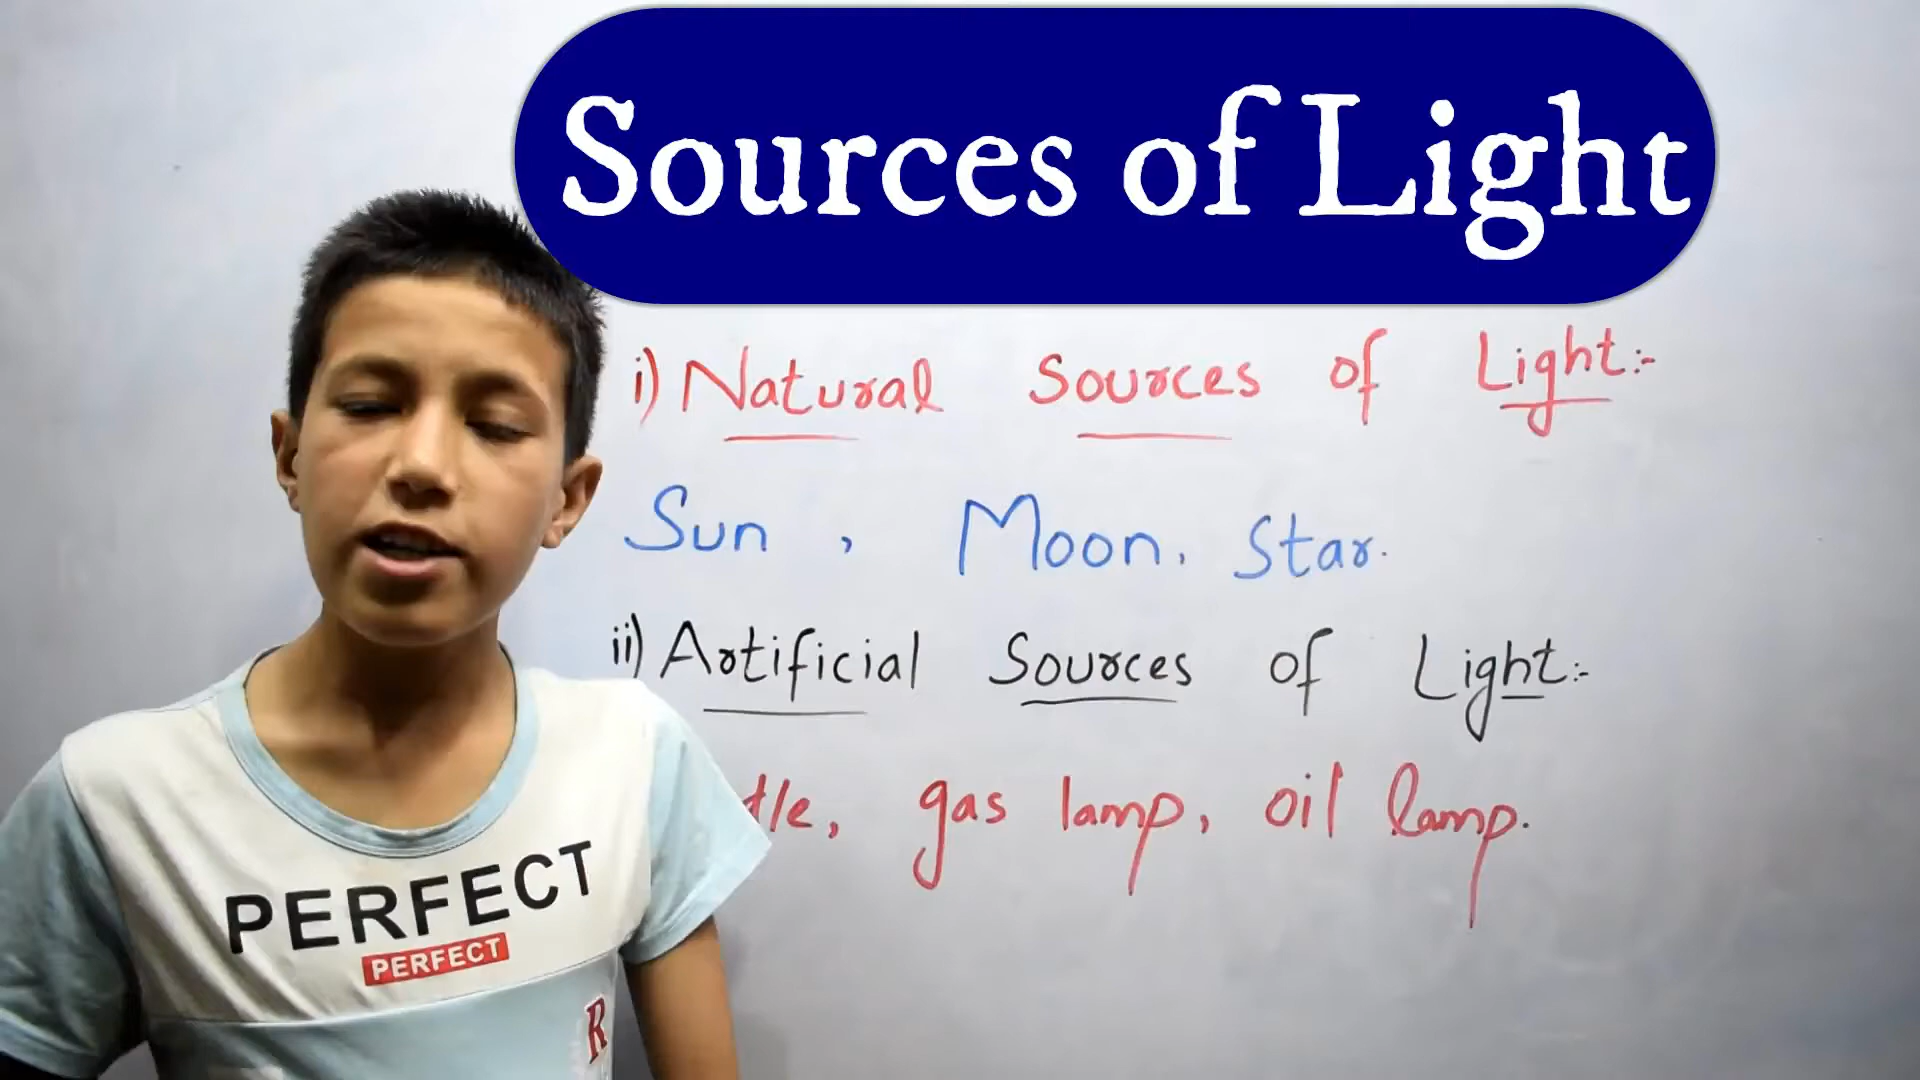 Sources of Light
i) Natural Sources of Light:-
Sun, Moon, Star.
ii) Artificial Sources of Light:-
gas lamp, oil lamp.
PERFECT
PERFECT
R